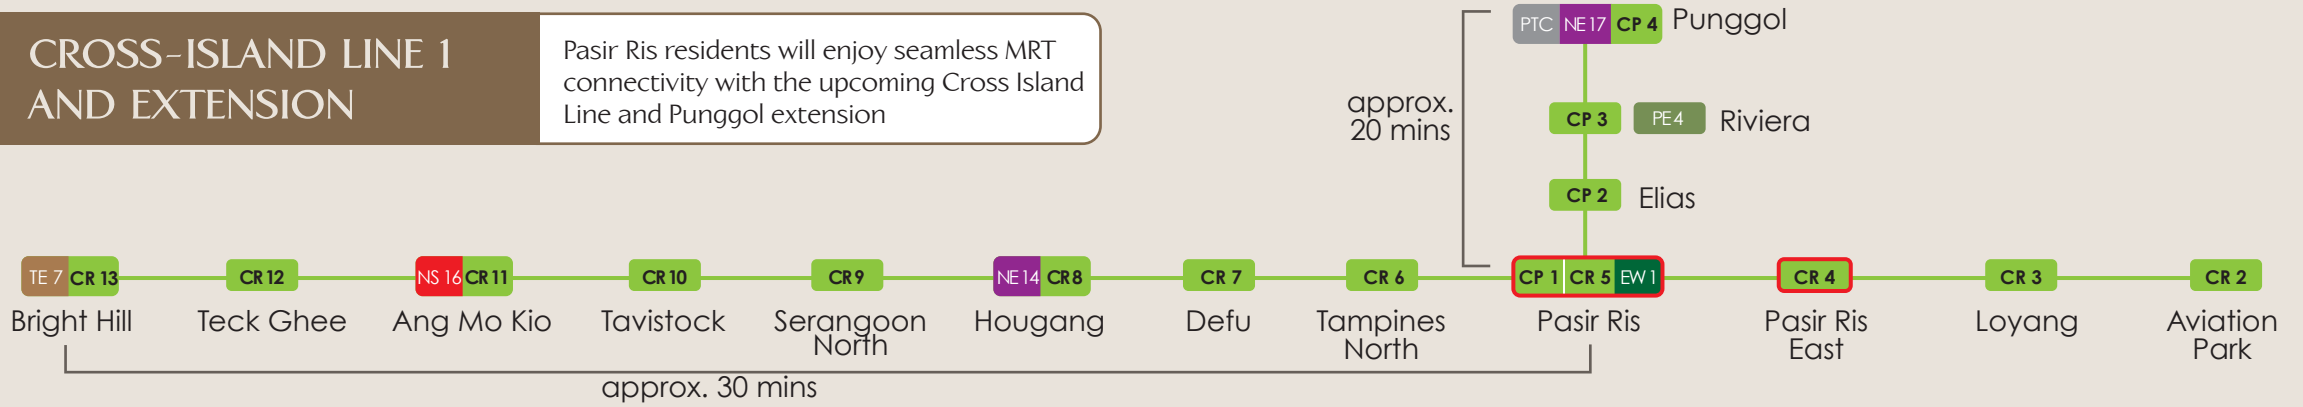 CROSS-ISLAND LINE 1
AND EXTENSION
Pasir Ris residents will enjoy seamless MRT
connectivity with the upcoming Cross Island
Line and Punggol extension
approx.
20 mins
PTC NE 17 CP 4 Punggol
CP 3 PE 4 Riviera
CP 2 Elias
TE 7 CR 13
CR 12
NS 16 CR 11
CR 10
CR 9
NE 14 CR 8
CR 7
CR 6
CP 1 CR 5 EW 1
CR 4
CR 3
CR 2
Bright Hill
Teck Ghee
Ang Mo Kio
Tavistock
Serangoon
North
Hougang
Defu
Tampines
North
Pasir Ris
Pasir Ris
East
Loyang
Aviation
Park
approx. 30 mins